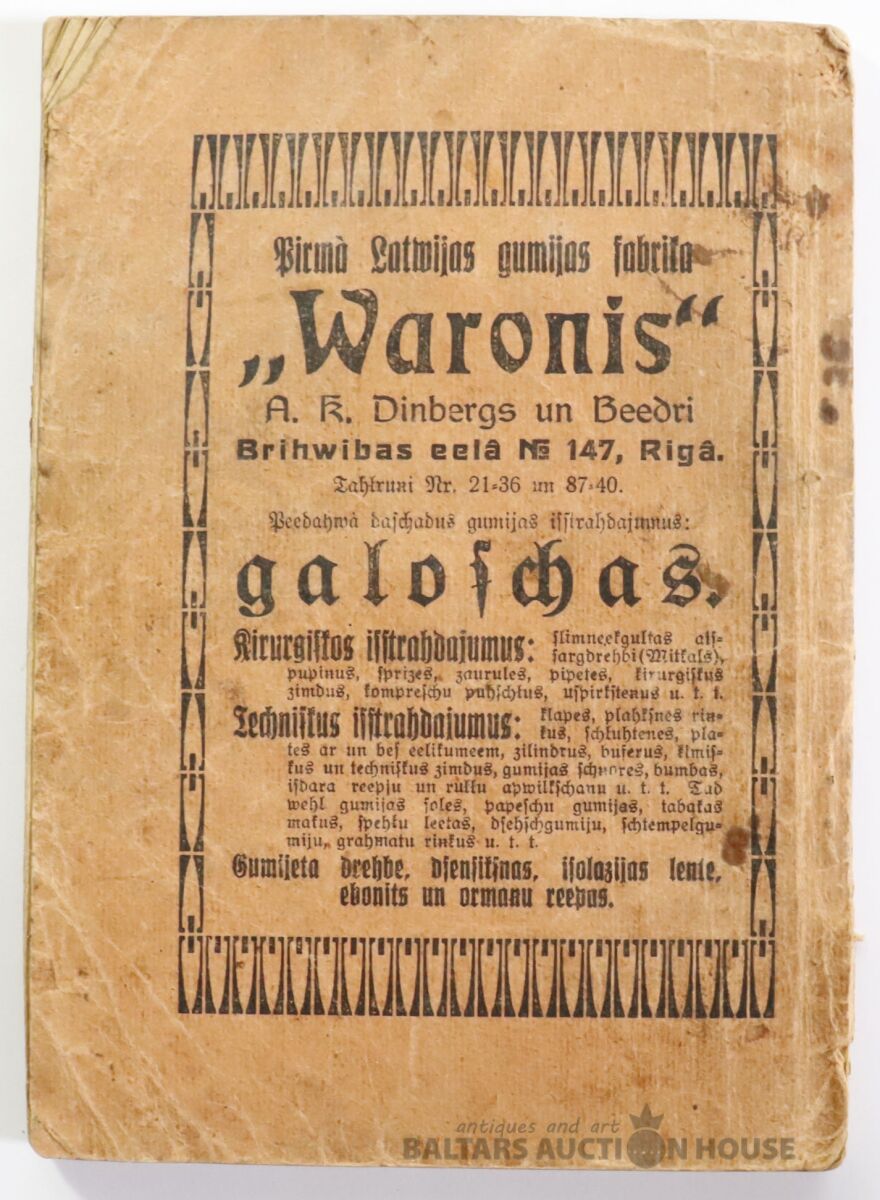 Pirmà Latwijas gumijas fabrika
„Waronis“
A. K. Dinbergs un Beedri
Brihwibas eelâ № 147, Rigâ.
Tahlruni Nr. 21-36 un 87-40.
Peedahwà daſchadus gumijas iſſtrahdajumus:
galoſchas.
Kirurgiſkos iſſtrahdajumus: ſlimneekgultas aiſ-
ſargdrehbi (Mitkals),
pupinus, ſprizes, zaurules, pipetes, kirurgiſkus
zimdus, kompreſchu puhſchlus, uſpirkſtenus u. t. t.
Techniſkus iſſtrahdajumus: klapes, plahkſnes rin-
kus, ſchluhtenes, pla-
tes ar un beſ eelikumeem, zilindrus, buferus, kimiſ-
kus un techniſkus zimdus, gumijas ſchnores, bumbas,
iſdara reepju un rullu apwilkſchanu u. t. t. Tad
wehl gumijas ſoles, papeſchu gumijas, tabakas
makus, ſpehku leetas, dſehſchgumiju, ſchtempelgu-
miju, grahmatu rinkus u. t. t.
Gumijeta drehbe, dſenſikſnas, iſolazijas lente,
ebonits un ormanu reepas.
antiques and art
BALTARS AUCTION HOUSE